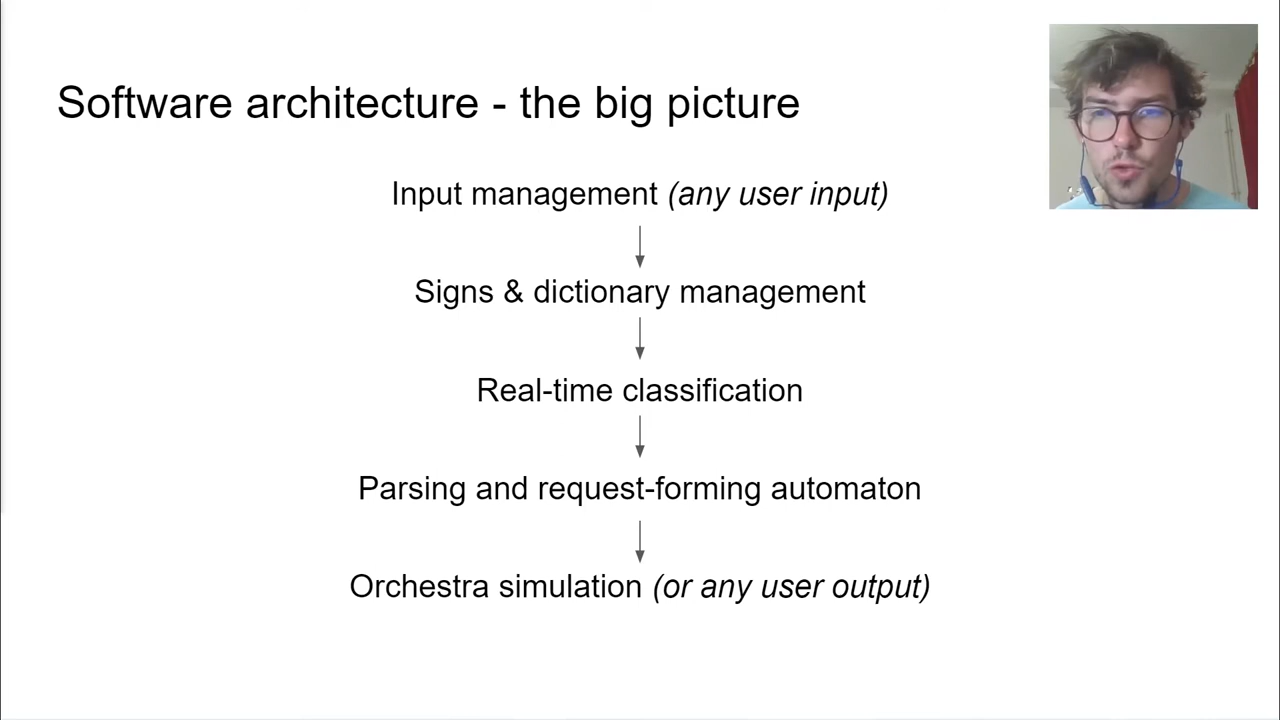 Software architecture - the big picture
Input management (any user input)
Signs & dictionary management
Real-time classification
Parsing and request-forming automaton
Orchestra simulation (or any user output)